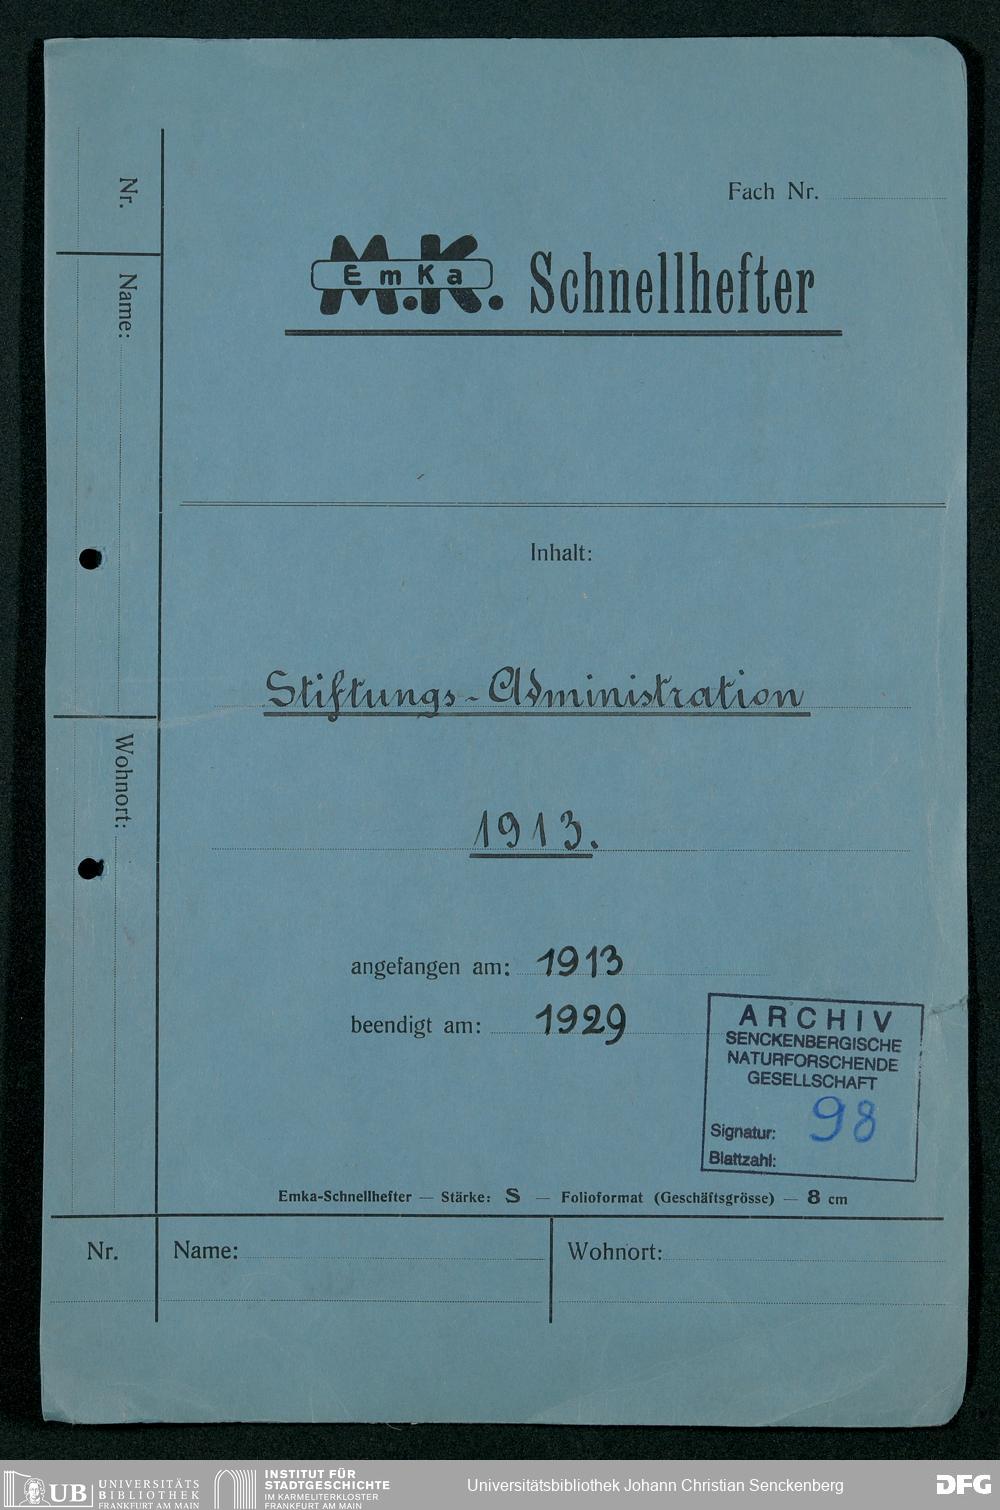 Fach Nr.
M.K. EmKa Schnellhefter
Nr.
Name:
Wohnort:
Inhalt:
Stiftungs-Administration
1913.
angefangen am: 1913
beendigt am: 1929
ARCHIV
SENCKENBERGISCHE
NATURFORSCHENDE
GESELLSCHAFT
Signatur: 98
Blattzahl:
Emka-Schnellhefter — Stärke: S — Folioformat (Geschäftsgrösse) — 8 cm
Nr. Name: Wohnort:
UB UNIVERSITÄTS
BIBLIOTHEK
FRANKFURT AM MAIN
INSTITUT FÜR
STADTGESCHICHTE
IM KARMELITERKLOSTER
FRANKFURT AM MAIN
Universitätsbibliothek Johann Christian Senckenberg
DFG